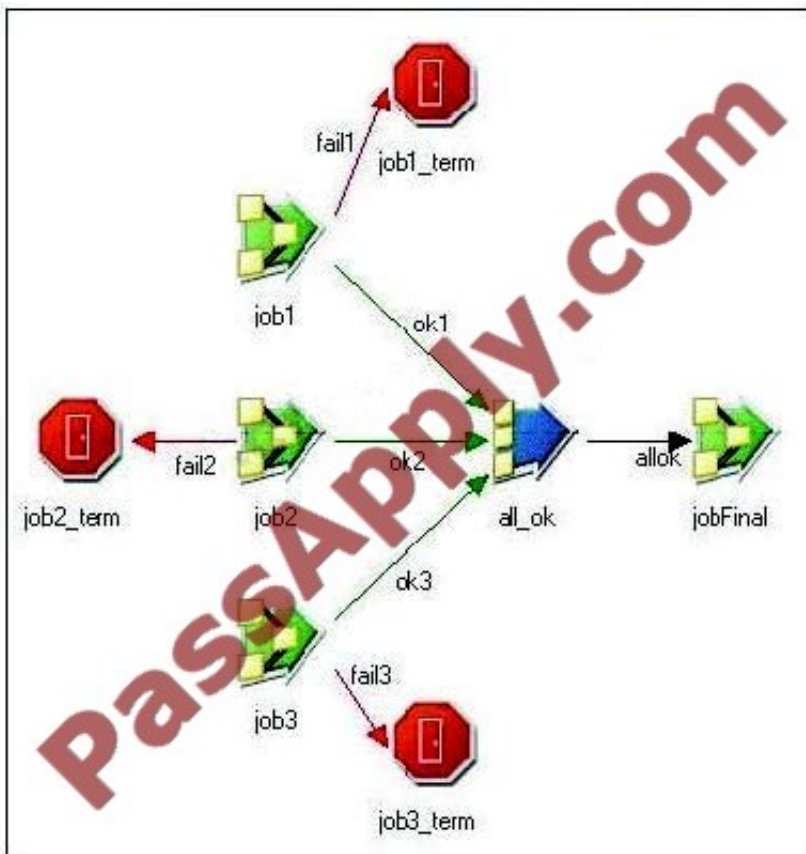 fail1
job1_term
job1
ok1
fail2
ok2
allok
job2_term
job2
all_ok
jobFinal
ok3
fail3
job3
job3_term
PassApply.com